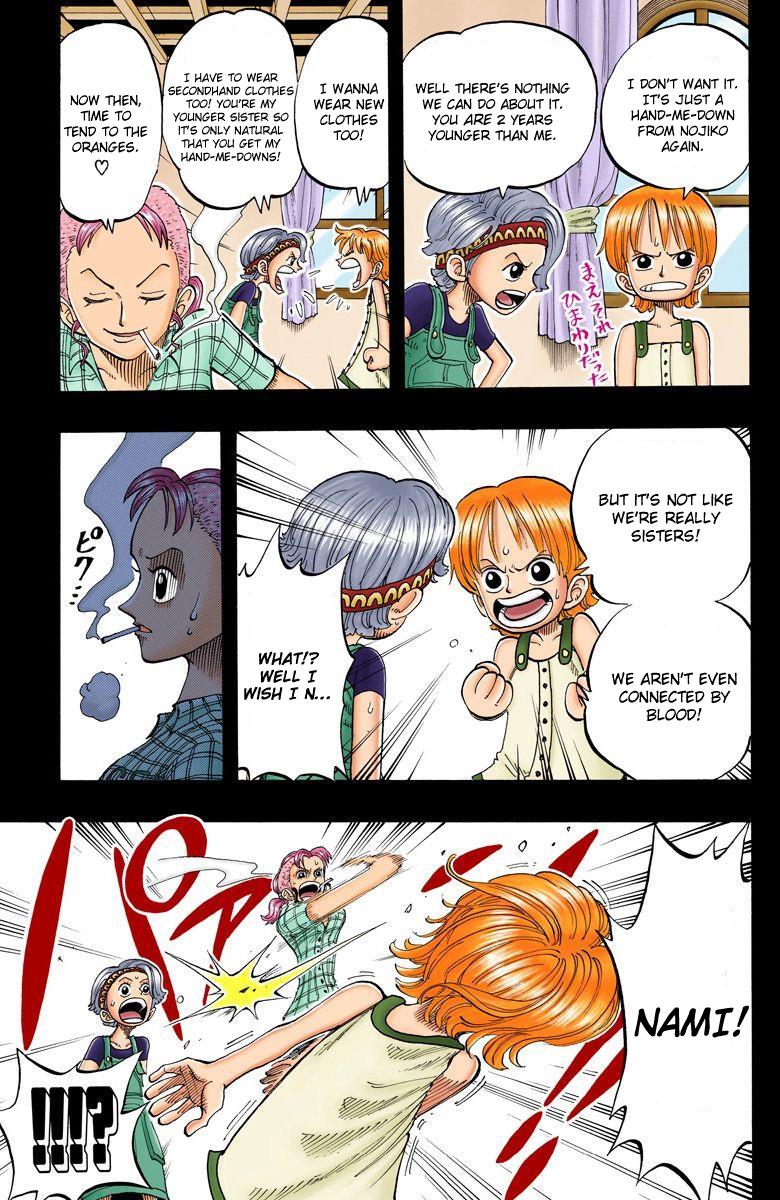 I DON'T WANT IT.
IT'S JUST A
HAND-ME-DOWN
FROM NOJIKO
AGAIN.
WELL THERE'S NOTHING
WE CAN DO ABOUT IT.
YOU ARE 2 YEARS
YOUNGER THAN ME.
まえそれ
ひまわりだった
I WANNA
WEAR NEW
CLOTHES
TOO!
I HAVE TO WEAR
SECONDHAND CLOTHES
TOO! YOU'RE MY
YOUNGER SISTER SO
IT'S ONLY NATURAL
THAT YOU GET MY
HAND-ME-DOWNS!
NOW THEN,
TIME TO
TEND TO THE
ORANGES.
♡
BUT IT'S NOT LIKE
WE'RE REALLY
SISTERS!
WE AREN'T EVEN
CONNECTED BY
BLOOD!
WHAT!?
WELL I
WISH I N...
ピク…
NAMI!
!!!?